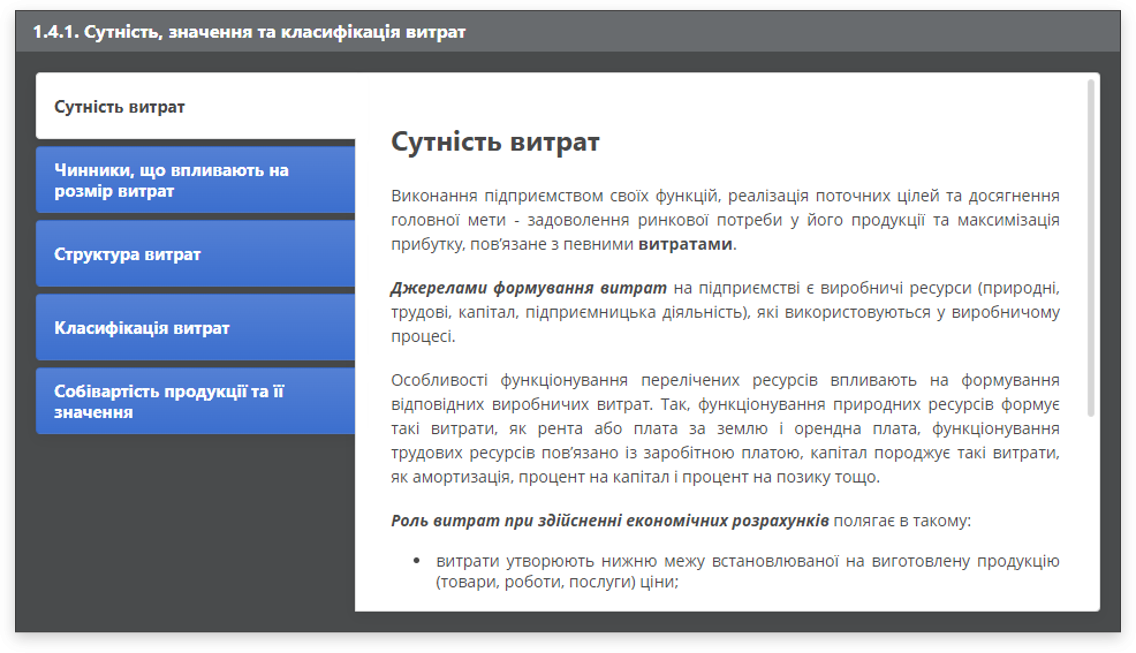 1.4.1. Сутність, значення та класифікація витрат
Сутність витрат
Чинники, що впливають на
розмір витрат
Структура витрат
Класифікація витрат
Собівартість продукції та її
значення
Сутність витрат
Виконання підприємством своїх функцій, реалізація поточних цілей та досягнення
головної мети - задоволення ринкової потреби у його продукції та максимізація
прибутку, пов’язане з певними витратами.
Джерелами формування витрат на підприємстві є виробничі ресурси (природні,
трудові, капітал, підприємницька діяльність), які використовуються у виробничому
процесі.
Особливості функціонування перелічених ресурсів впливають на формування
відповідних виробничих витрат. Так, функціонування природних ресурсів формує
такі витрати, як рента або плата за землю і орендна плата, функціонування
трудових ресурсів пов’язано із заробітною платою, капітал породжує такі витрати,
як амортизація, процент на капітал і процент на позику тощо.
Роль витрат при здійсненні економічних розрахунків полягає в такому:
• витрати утворюють нижню межу встановлюваної на виготовлену продукцію
(товари, роботи, послуги) ціни;